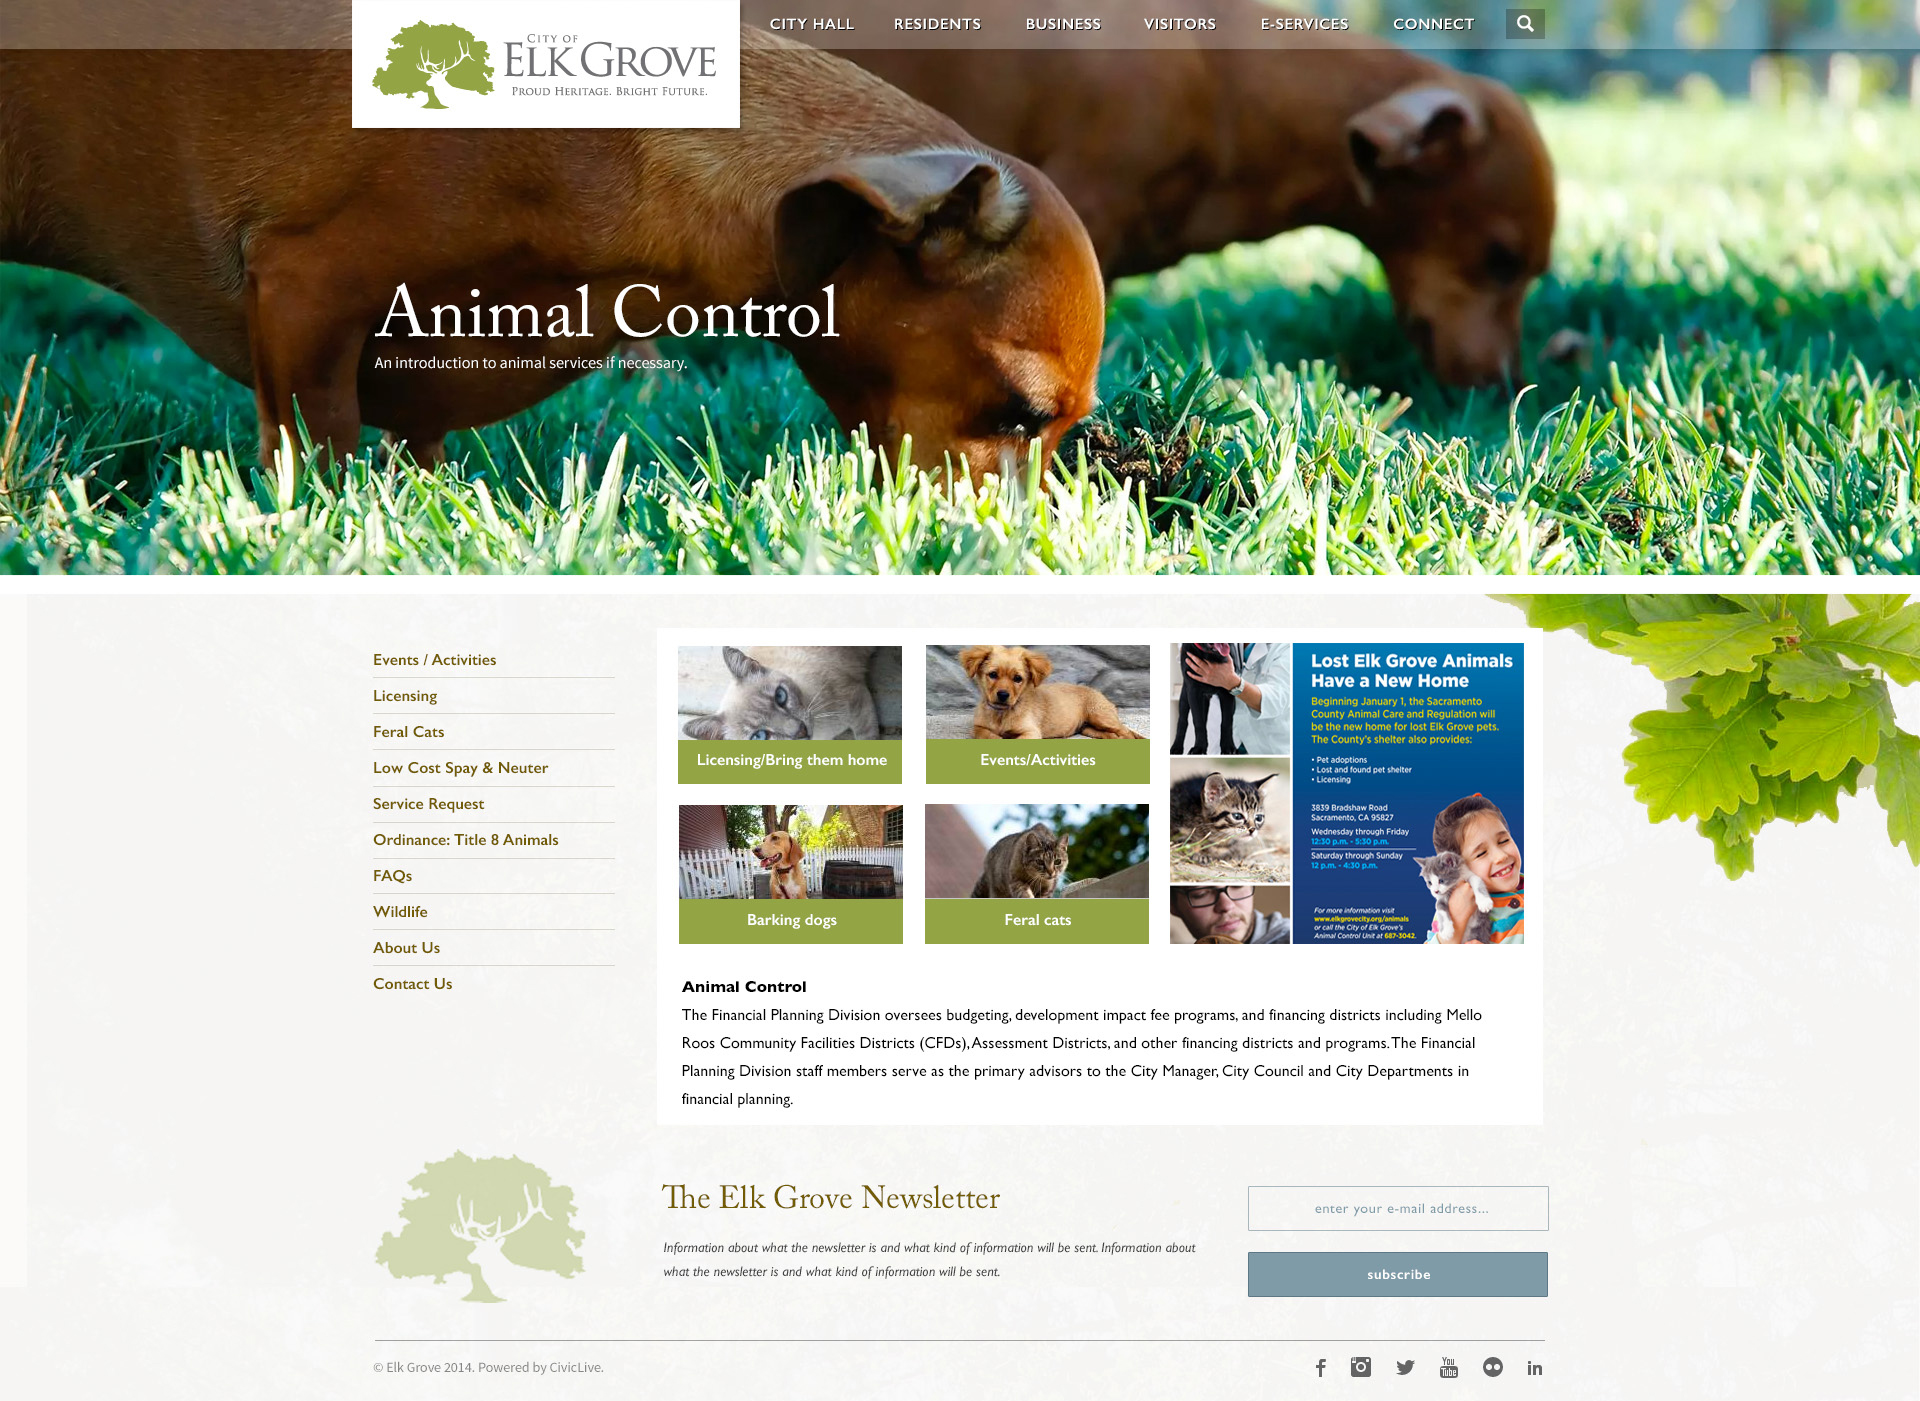 CITY OF
ELK GROVE
PROUD HERITAGE. BRIGHT FUTURE.
CITY HALL
RESIDENTS
BUSINESS
VISITORS
E-SERVICES
CONNECT
Animal Control
An introduction to animal services if necessary.
Events / Activities
Licensing
Feral Cats
Low Cost Spay & Neuter
Service Request
Ordinance: Title 8 Animals
FAQs
Wildlife
About Us
Contact Us
Licensing/Bring them home
Events/Activities
Barking dogs
Feral cats
Lost Elk Grove Animals
Have a New Home
Beginning January 1, the Sacramento
County Animal Care and Regulation will
be the new home for lost Elk Grove pets.
The County's shelter also provides:
• Pet adoptions
• Lost and found pet shelter
• Licensing
3839 Bradshaw Road
Sacramento, CA 95827
Wednesday through Friday
12:30 p.m. - 5:30 p.m.
Saturday through Sunday
12 p.m. - 4:30 p.m.
For more information visit
www.elkgrovecity.org/animals
or call the City of Elk Grove's
Animal Control Unit at 687-3042.
Animal Control
The Financial Planning Division oversees budgeting, development impact fee programs, and financing districts including Mello
Roos Community Facilities Districts (CFDs), Assessment Districts, and other financing districts and programs. The Financial
Planning Division staff members serve as the primary advisors to the City Manager, City Council and City Departments in
financial planning.
The Elk Grove Newsletter
Information about what the newsletter is and what kind of information will be sent. Information about
what the newsletter is and what kind of information will be sent.
enter your e-mail address...
subscribe
© Elk Grove 2014. Powered by CivicLive.
You
Tube
in